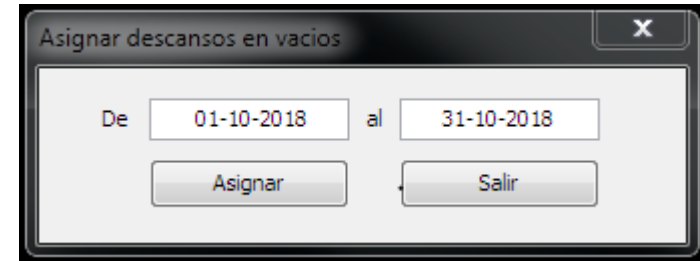 Asignar descansos en vacios
De 01-10-2018 al 31-10-2018
Asignar Salir